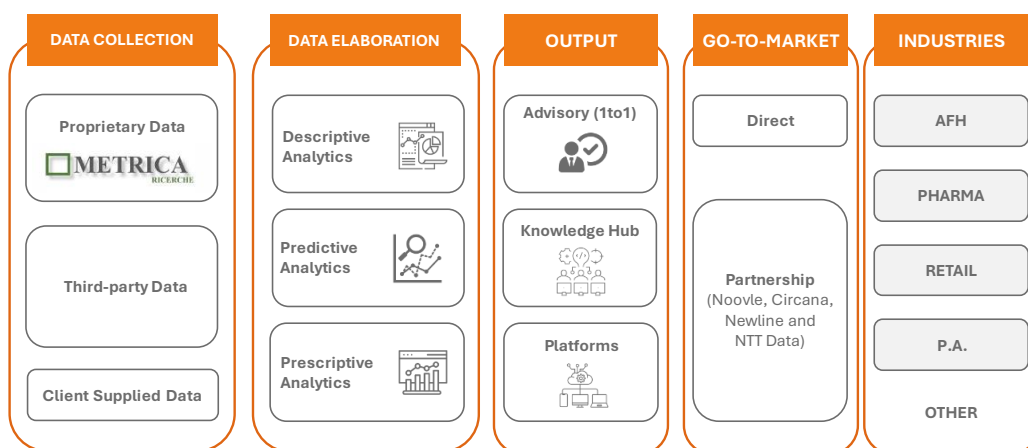 DATA COLLECTION
Proprietary Data
METRICA
RICERCHE
Third-party Data
Client Supplied Data
DATA ELABORATION
Descriptive
Analytics
Predictive
Analytics
Prescriptive
Analytics
OUTPUT
Advisory (1to1)
Knowledge Hub
Platforms
GO-TO-MARKET
Direct
Partnership
(Noovle, Circana,
Newline and
NTT Data)
INDUSTRIES
AFH
PHARMA
RETAIL
P.A.
OTHER